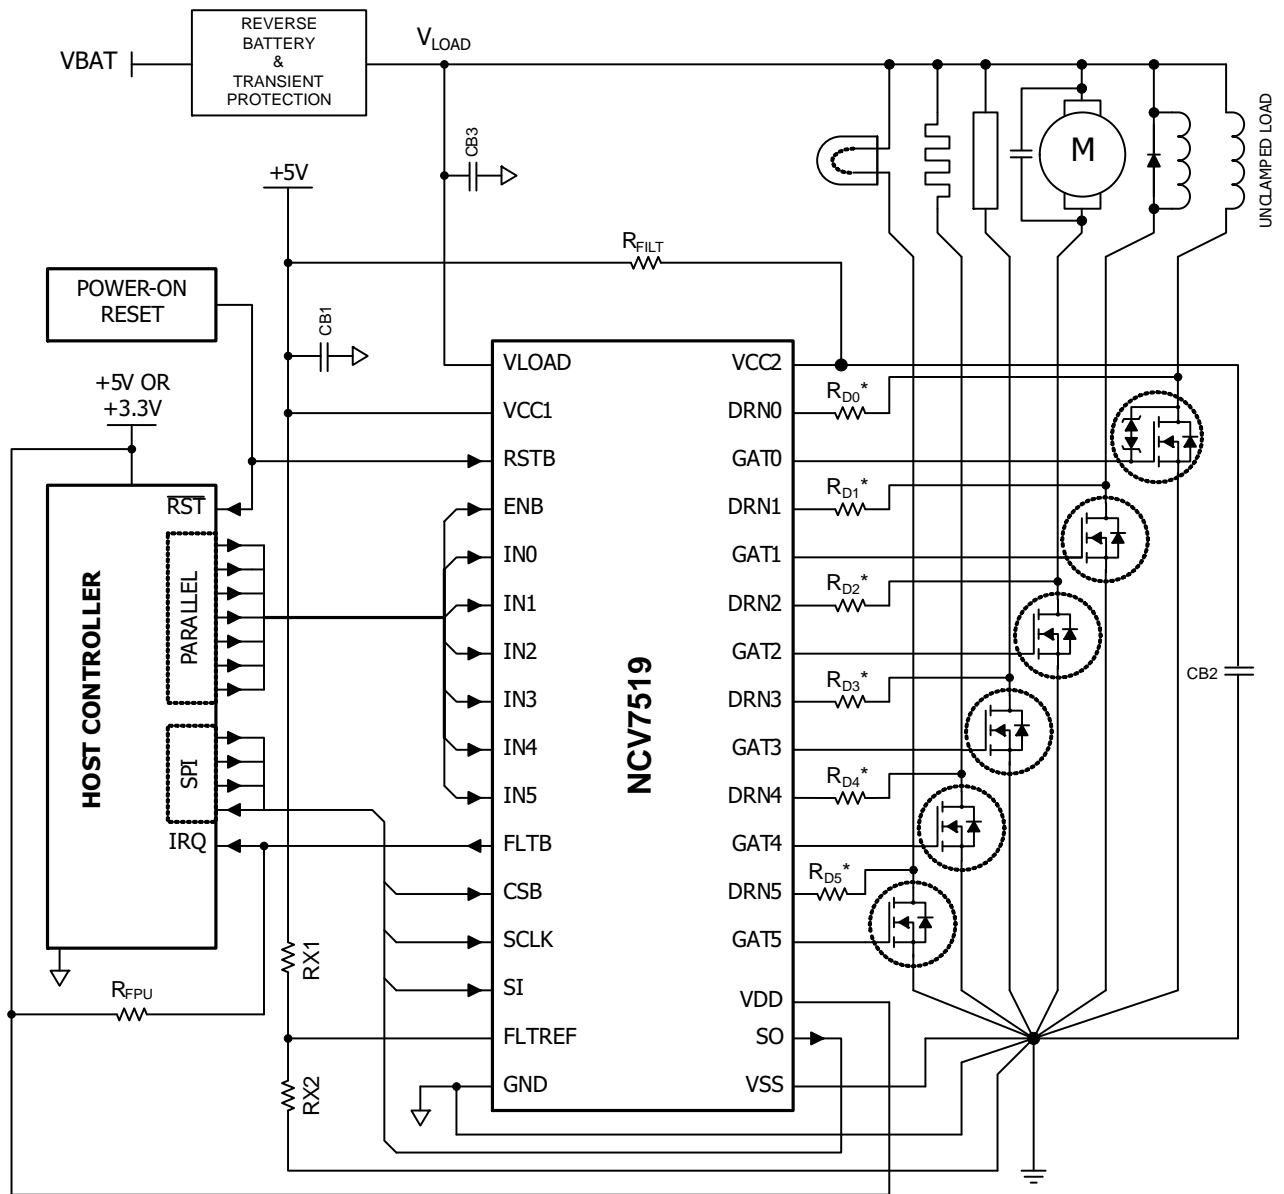 REVERSE
BATTERY
&
TRANSIENT
PROTECTION
VBAT
VLOAD
CB3
+5V
M
UNCLAMPED LOAD
RFILT
POWER-ON
RESET
CB1
+5V OR
+3.3V
HOST CONTROLLER
RST
PARALLEL
SPI
IRQ
RFPU
RX1
RX2
NCV7519
VLOAD
VCC1
RSTB
ENB
IN0
IN1
IN2
IN3
IN4
IN5
FLTB
CSB
SCLK
SI
FLTREF
GND
VCC2
DRN0
GAT0
DRN1
GAT1
DRN2
GAT2
DRN3
GAT3
DRN4
GAT4
DRN5
GAT5
VDD
SO
VSS
RD0*
RD1*
RD2*
RD3*
RD4*
RD5*
CB2